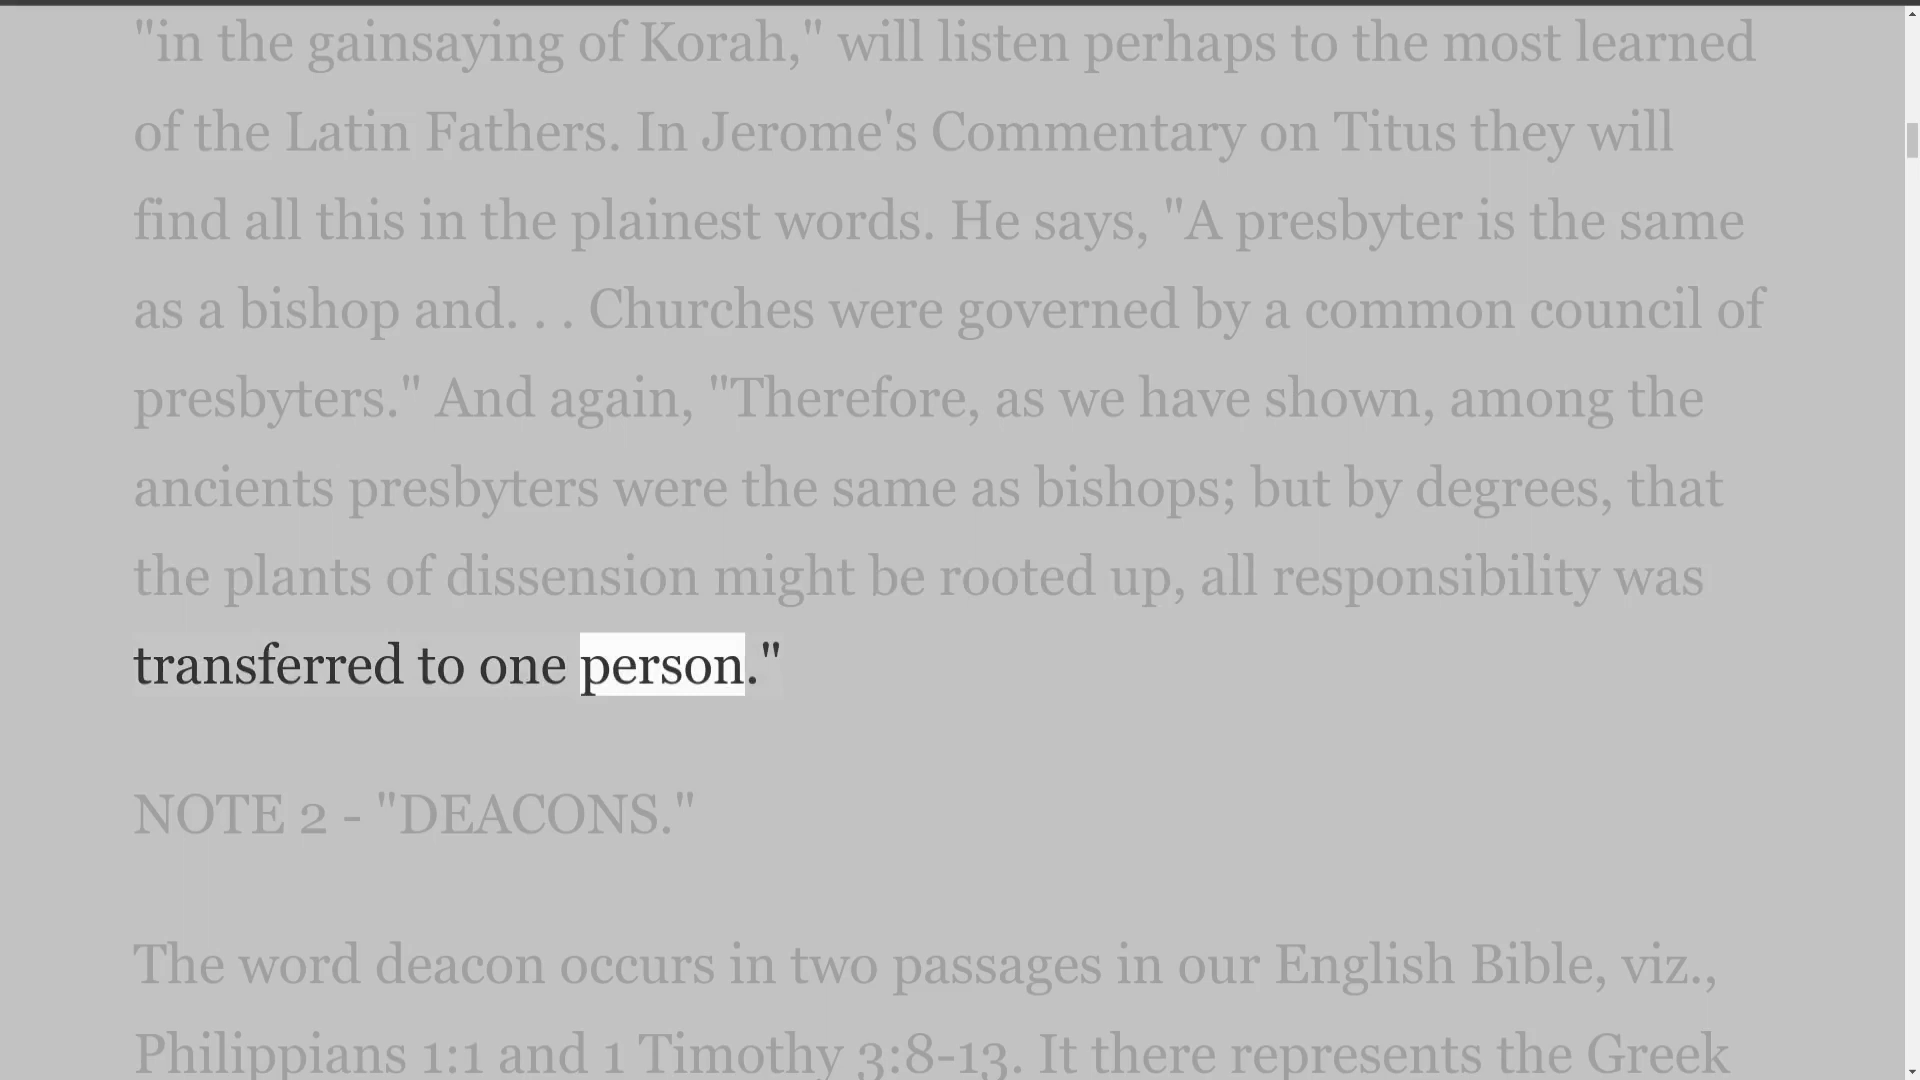 "in the gainsaying of Korah," will listen perhaps to the most learned
of the Latin Fathers. In Jerome's Commentary on Titus they will
find all this in the plainest words. He says, "A presbyter is the same
as a bishop and. . . Churches were governed by a common council of
presbyters." And again, "Therefore, as we have shown, among the
ancients presbyters were the same as bishops; but by degrees, that
the plants of dissension might be rooted up, all responsibility was
transferred to one person."
NOTE 2 - "DEACONS."
The word deacon occurs in two passages in our English Bible, viz.,
Philippians 1:1 and 1 Timothy 3:8-13. It there represents the Greek